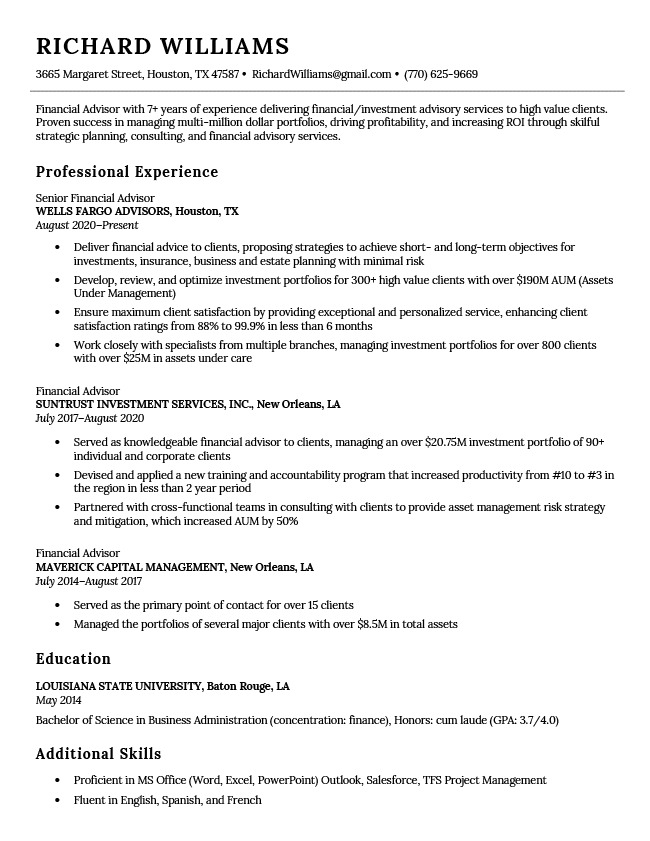 RICHARD WILLIAMS
3665 Margaret Street, Houston, TX 47587 • RichardWilliams@gmail.com • (770) 625-9669
Financial Advisor with 7+ years of experience delivering financial/investment advisory services to high value clients.
Proven success in managing multi-million dollar portfolios, driving profitability, and increasing ROI through skilful
strategic planning, consulting, and financial advisory services.
Professional Experience
Senior Financial Advisor
WELLS FARGO ADVISORS, Houston, TX
August 2020–Present
• Deliver financial advice to clients, proposing strategies to achieve short- and long-term objectives for
investments, insurance, business and estate planning with minimal risk
• Develop, review, and optimize investment portfolios for 300+ high value clients with over $190M AUM (Assets
Under Management)
• Ensure maximum client satisfaction by providing exceptional and personalized service, enhancing client
satisfaction ratings from 88% to 99.9% in less than 6 months
• Work closely with specialists from multiple branches, managing investment portfolios for over 800 clients
with over $25M in assets under care
Financial Advisor
SUNTRUST INVESTMENT SERVICES, INC., New Orleans, LA
July 2017–August 2020
• Served as knowledgeable financial advisor to clients, managing an over $20.75M investment portfolio of 90+
individual and corporate clients
• Devised and applied a new training and accountability program that increased productivity from #10 to #3 in
the region in less than 2 year period
• Partnered with cross-functional teams in consulting with clients to provide asset management risk strategy
and mitigation, which increased AUM by 50%
Financial Advisor
MAVERICK CAPITAL MANAGEMENT, New Orleans, LA
July 2014–August 2017
• Served as the primary point of contact for over 15 clients
• Managed the portfolios of several major clients with over $8.5M in total assets
Education
LOUISIANA STATE UNIVERSITY, Baton Rouge, LA
May 2014
Bachelor of Science in Business Administration (concentration: finance), Honors: cum laude (GPA: 3.7/4.0)
Additional Skills
• Proficient in MS Office (Word, Excel, PowerPoint) Outlook, Salesforce, TFS Project Management
• Fluent in English, Spanish, and French